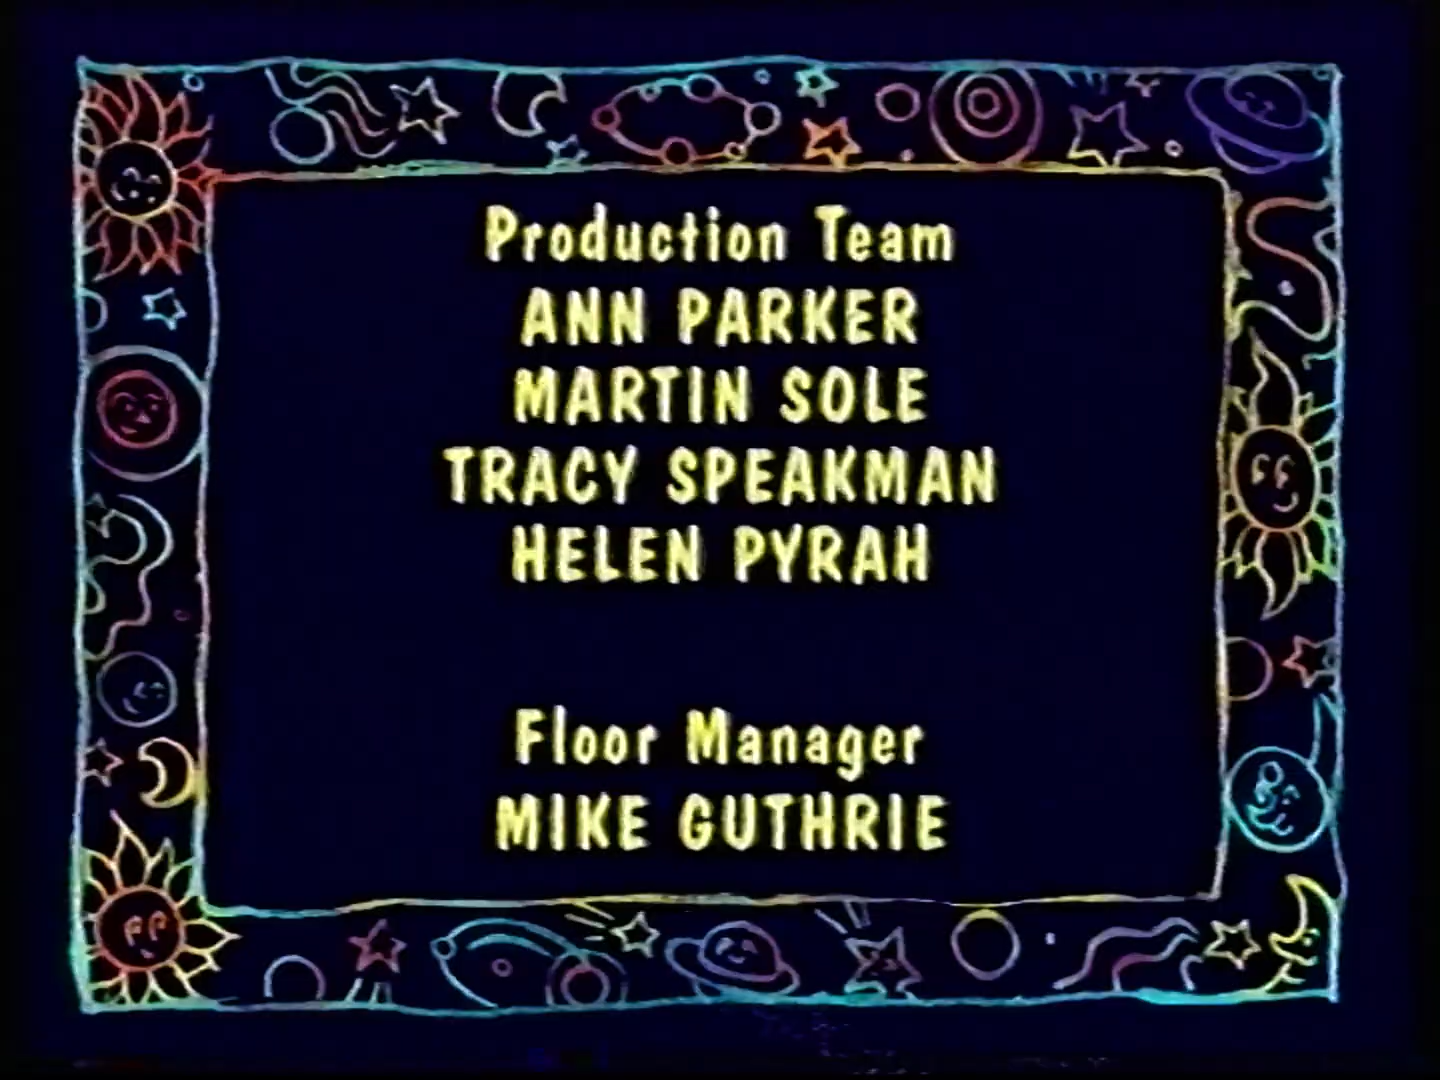 Production Team
ANN PARKER
MARTIN SOLE
TRACY SPEAKMAN
HELEN PYRAH
Floor Manager
MIKE GUTHRIE